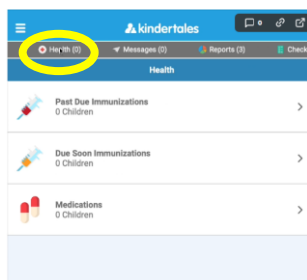 kindertales
Health (0) Messages (0) Reports (3) Check
Health
Past Due Immunizations
0 Children
Due Soon Immunizations
0 Children
Medications
0 Children